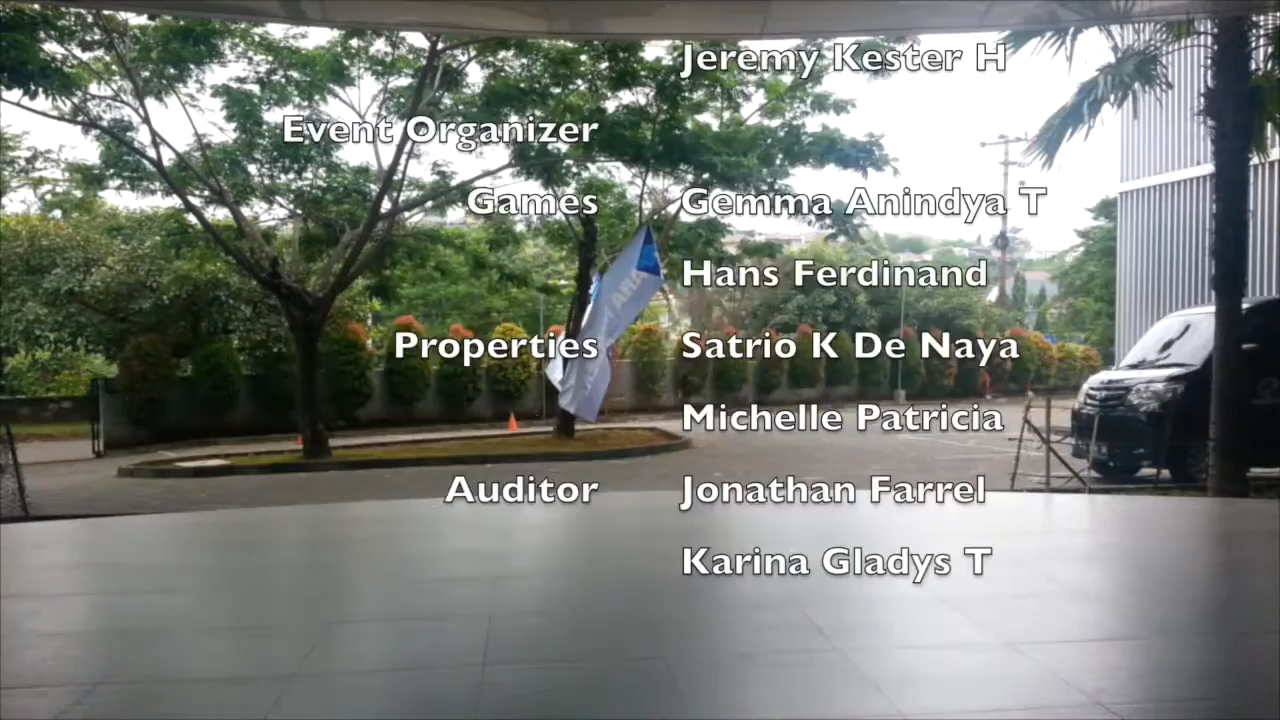 Jeremy Kester H
Event Organizer
Games Gemma Anindya T
Hans Ferdinand
Properties Satrio K De Naya
Michelle Patricia
Auditor Jonathan Farrel
Karina Gladys T